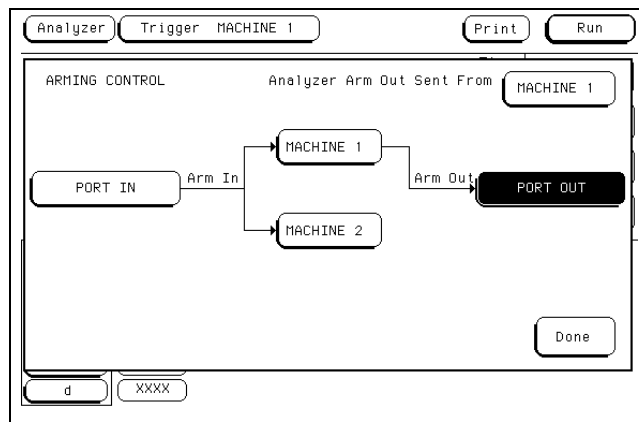 Analyzer Trigger MACHINE 1 Print Run
ARMING CONTROL Analyzer Arm Out Sent From MACHINE 1
MACHINE 1
PORT IN Arm In Arm Out PORT OUT
MACHINE 2
Done
d XXXX